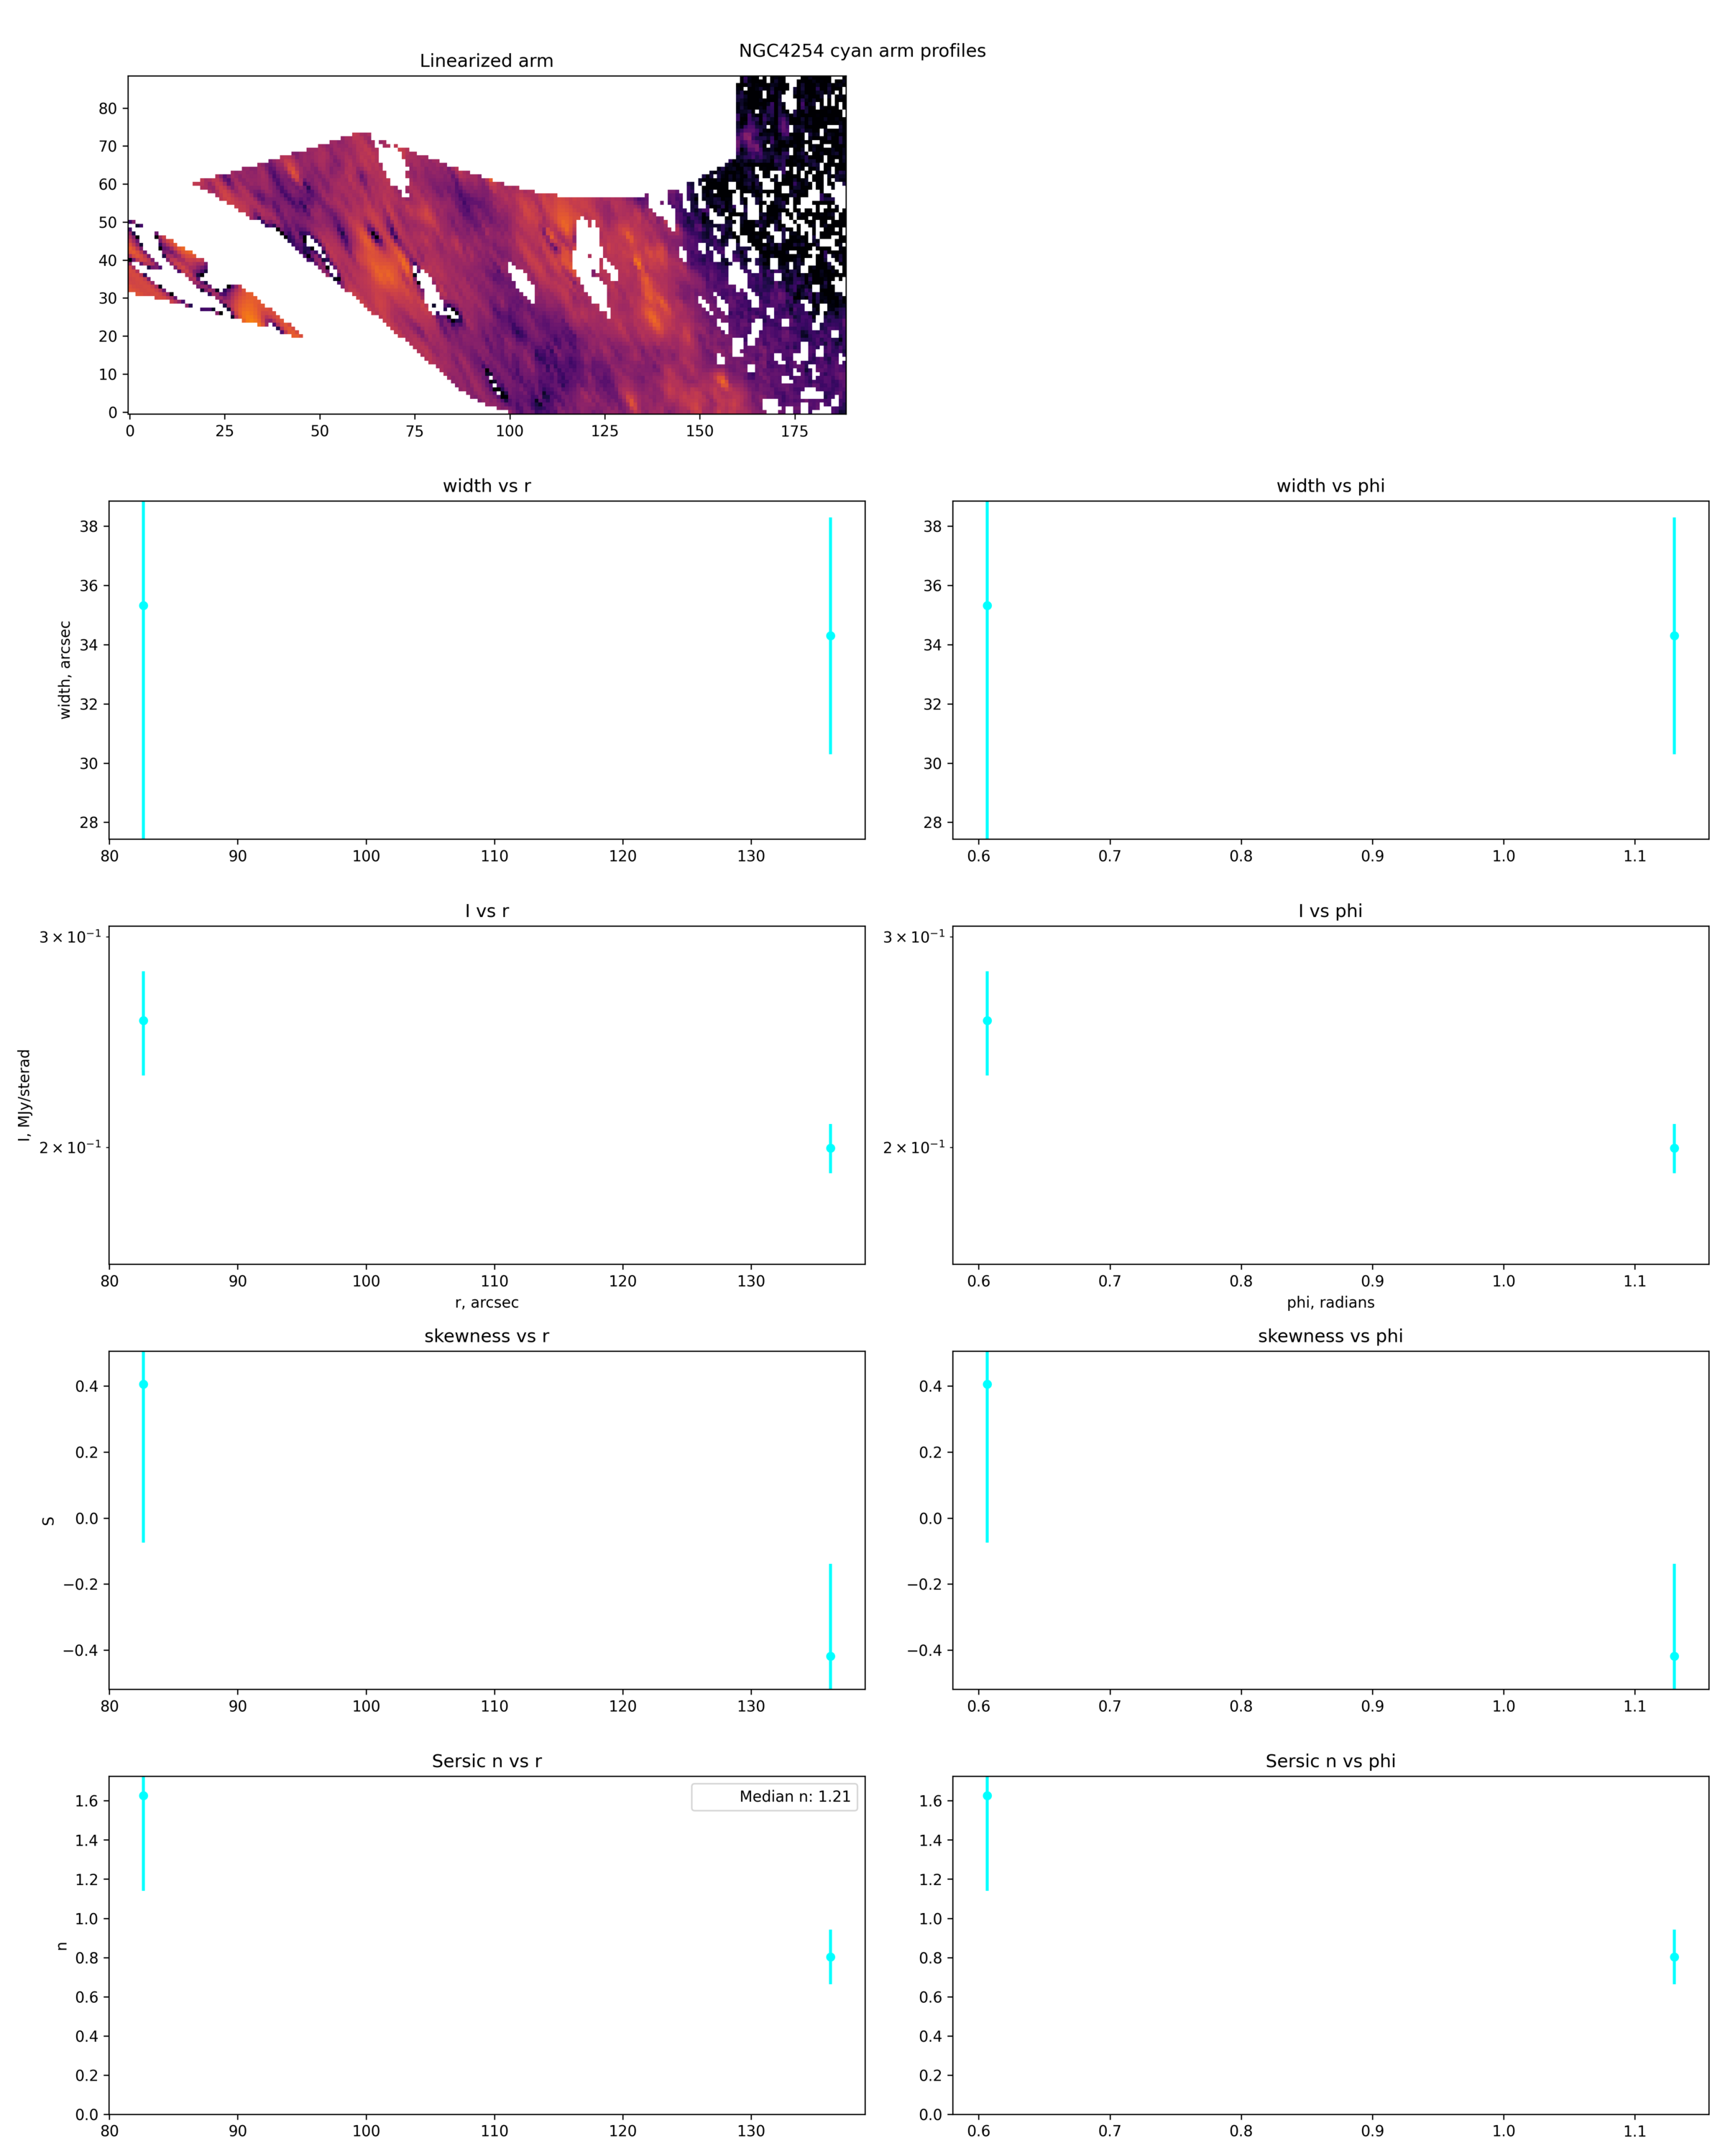 NGC4254 cyan arm profiles
Linearized arm
80
70
60
50
40
30
20
10
0
0 25 50 75 100 125 150 175
width vs r
width, arcsec
38
36
34
32
30
28
80 90 100 110 120 130
width vs phi
38
36
34
32
30
28
0.6 0.7 0.8 0.9 1.0 1.1
I vs r
I, MJy/sterad
3 × 10⁻¹
2 × 10⁻¹
80 90 100 110 120 130
r, arcsec
I vs phi
3 × 10⁻¹
2 × 10⁻¹
0.6 0.7 0.8 0.9 1.0 1.1
phi, radians
skewness vs r
S
0.4
0.2
0.0
−0.2
−0.4
80 90 100 110 120 130
skewness vs phi
0.4
0.2
0.0
−0.2
−0.4
0.6 0.7 0.8 0.9 1.0 1.1
Sersic n vs r
Median n: 1.21
n
1.6
1.4
1.2
1.0
0.8
0.6
0.4
0.2
0.0
80 90 100 110 120 130
Sersic n vs phi
1.6
1.4
1.2
1.0
0.8
0.6
0.4
0.2
0.0
0.6 0.7 0.8 0.9 1.0 1.1